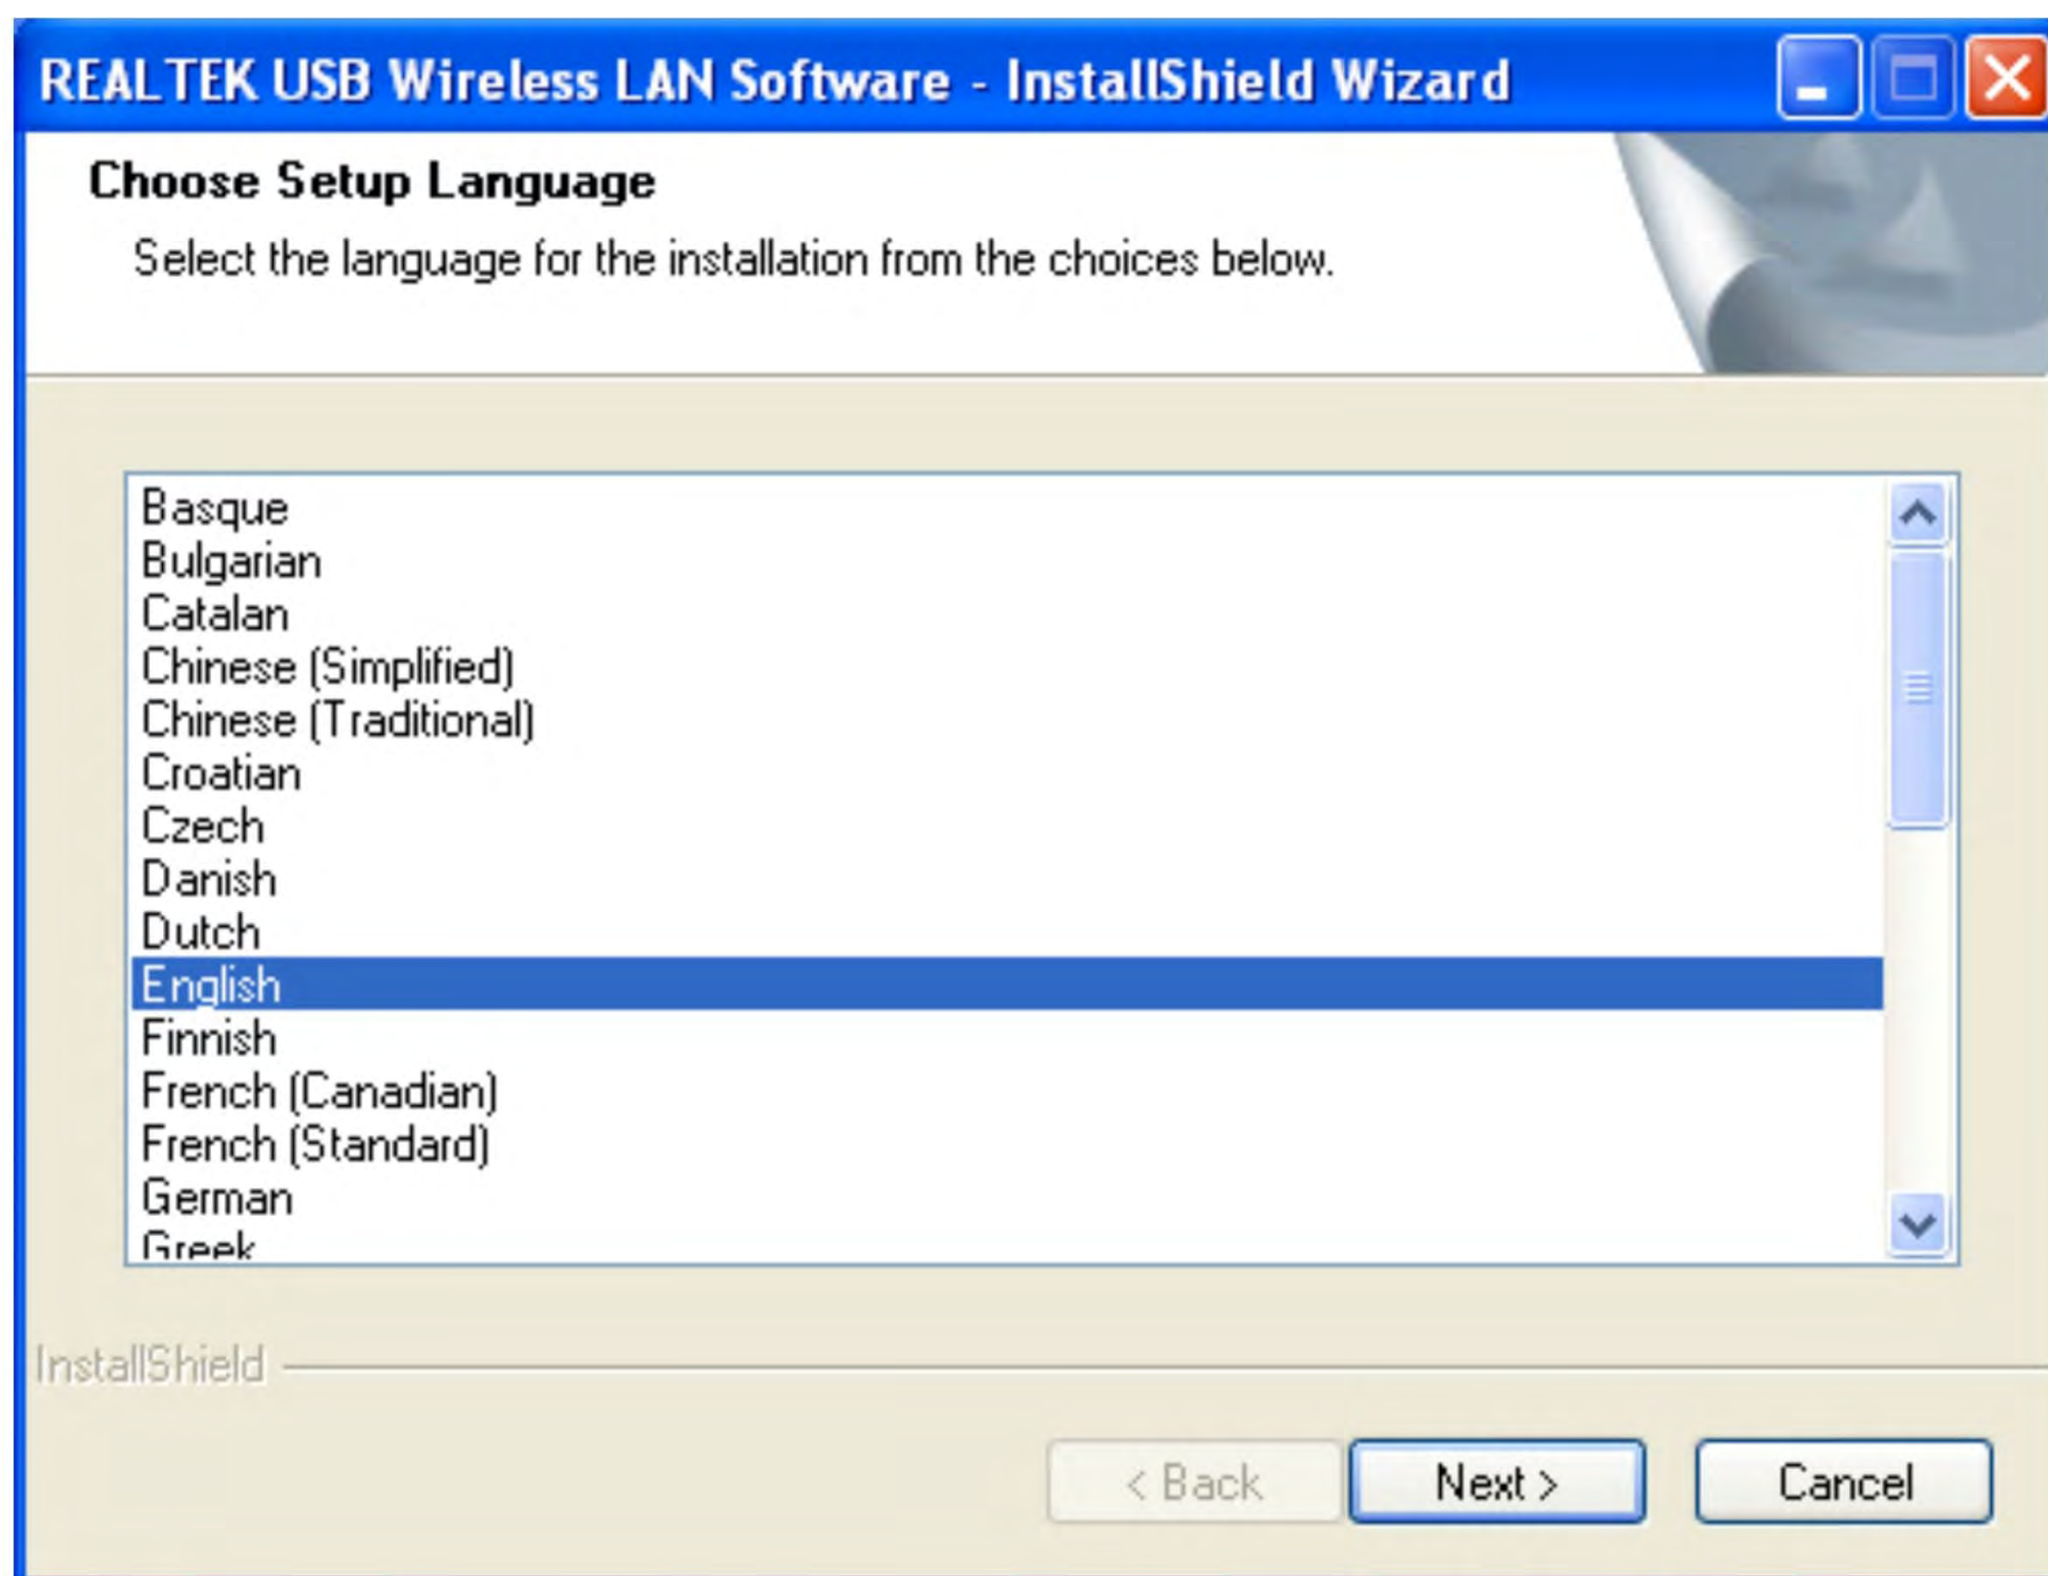 REALTEK USB Wireless LAN Software - InstallShield Wizard
Choose Setup Language
Select the language for the installation from the choices below.
Basque
Bulgarian
Catalan
Chinese (Simplified)
Chinese (Traditional)
Croatian
Czech
Danish
Dutch
English
Finnish
French (Canadian)
French (Standard)
German
Greek
InstallShield
< Back
Next >
Cancel